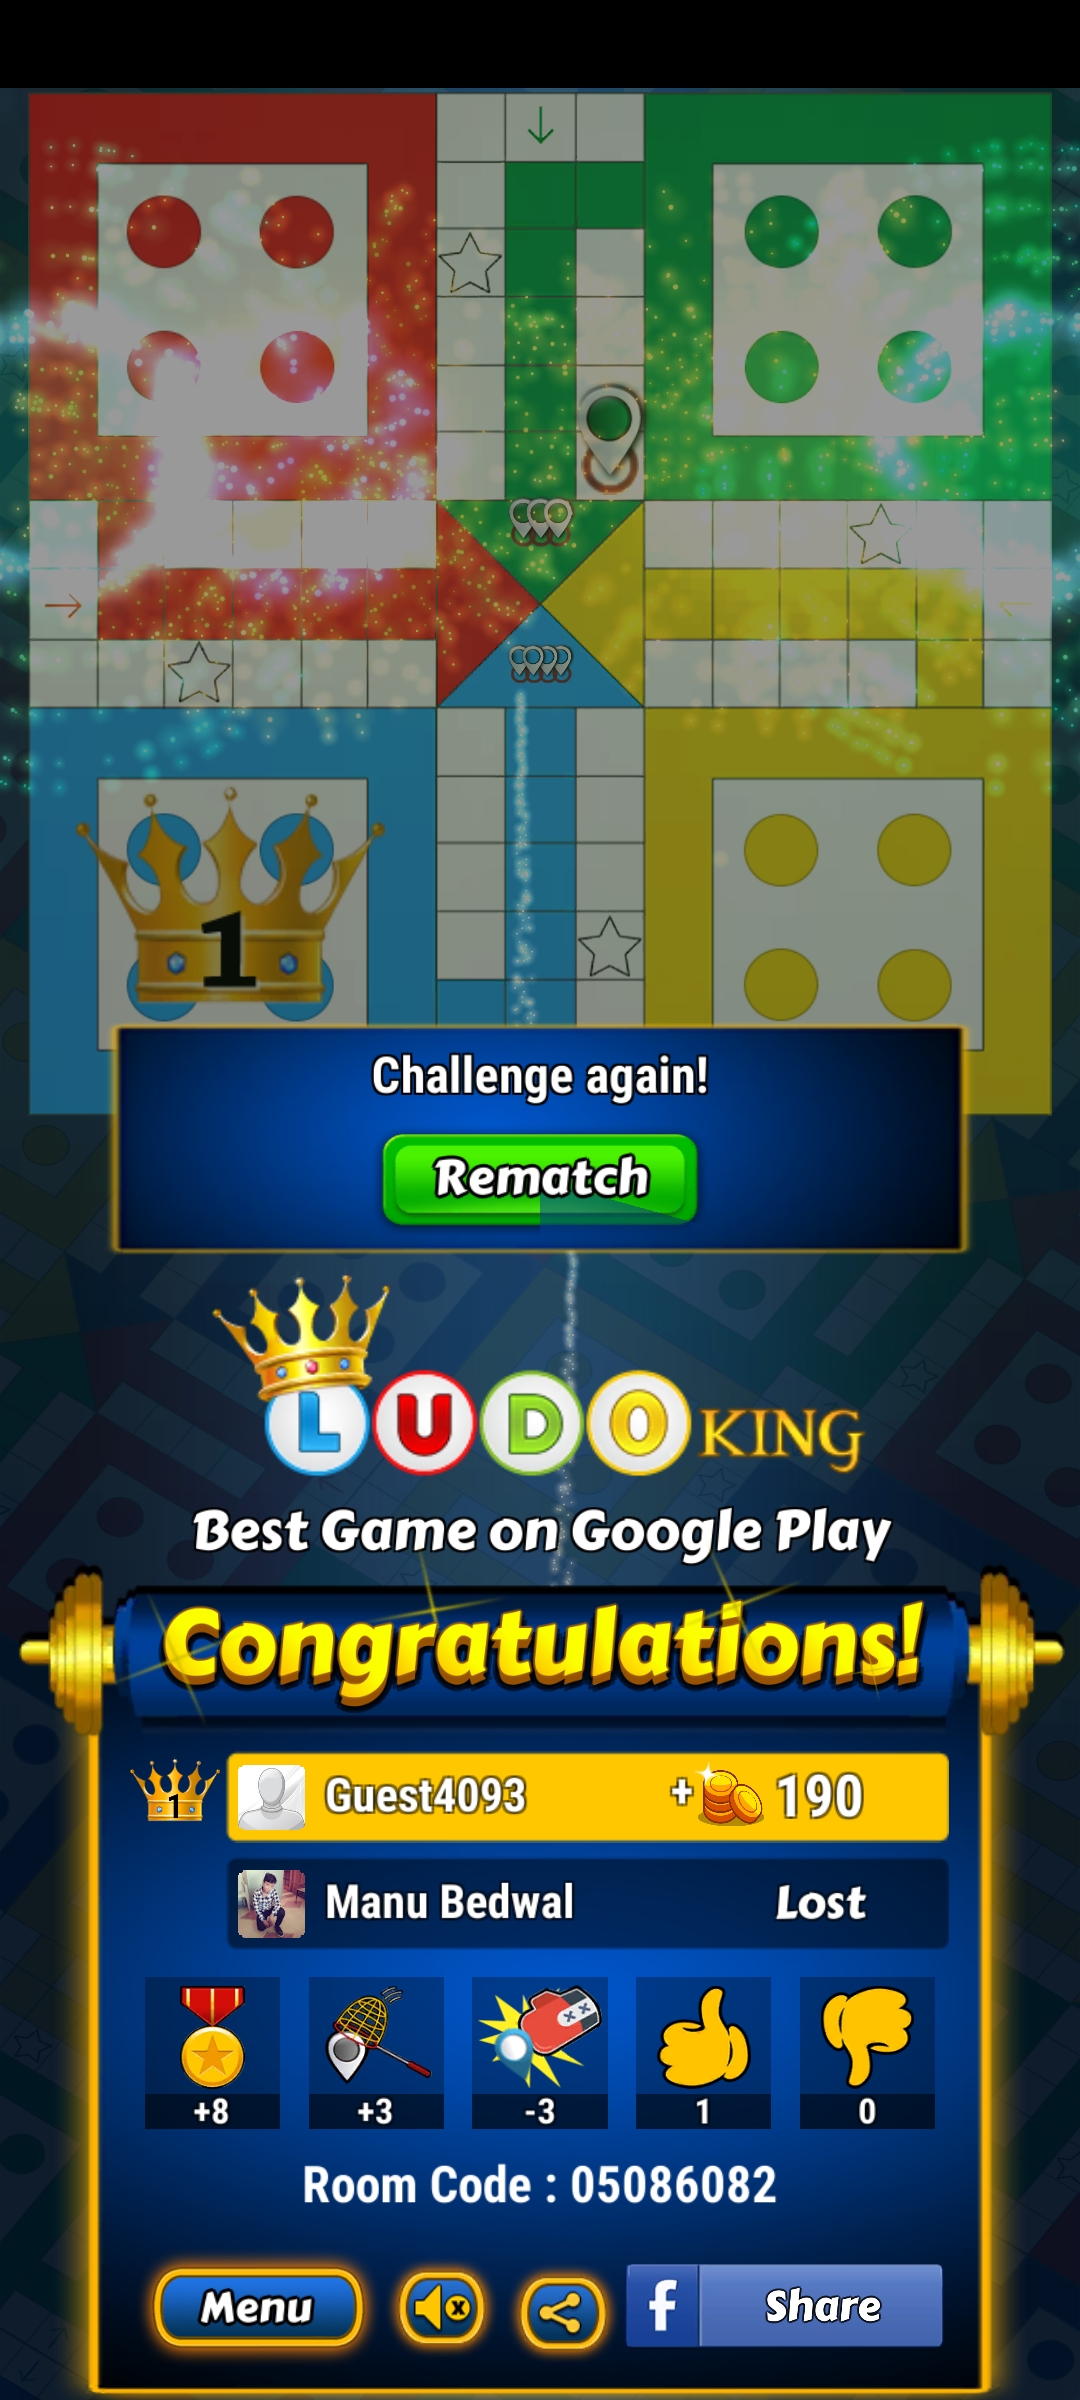 1
Challenge again!
Rematch
LUDO KING
Best Game on Google Play
Congratulations!
1 Guest4093 + 190
Manu Bedwal Lost
+8 +3 -3 1 0
Room Code : 05086082
Menu x f Share